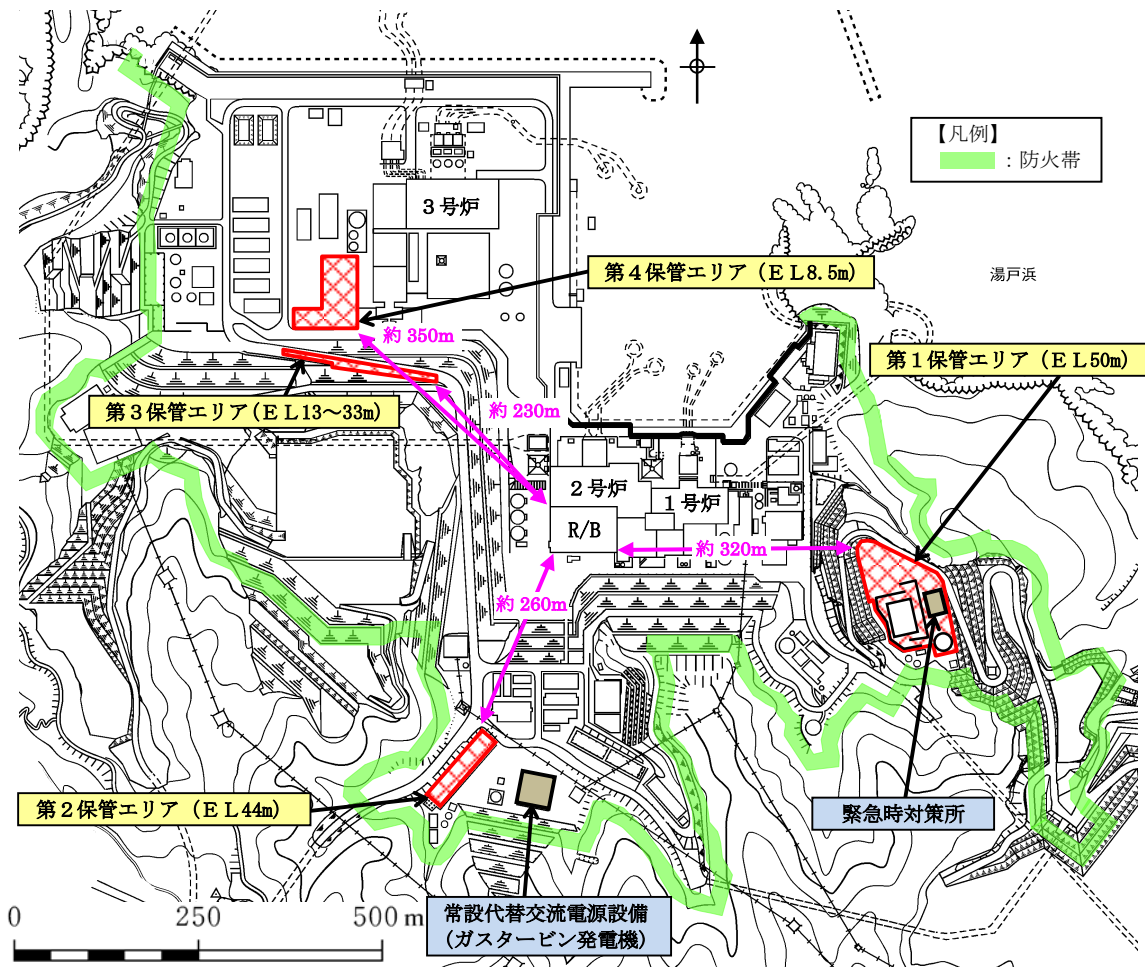 【凡例】
：防火帯
３号炉
第４保管エリア（ＥＬ8.5m）
湯戸浜
約 350m
第１保管エリア（ＥＬ50m）
第３保管エリア(ＥＬ13～33m)
約 230m
２号炉
１号炉
R/B
約 320m
約 260m
第２保管エリア（ＥＬ44m）
緊急時対策所
常設代替交流電源設備
（ガスタービン発電機）
0 250 500 m